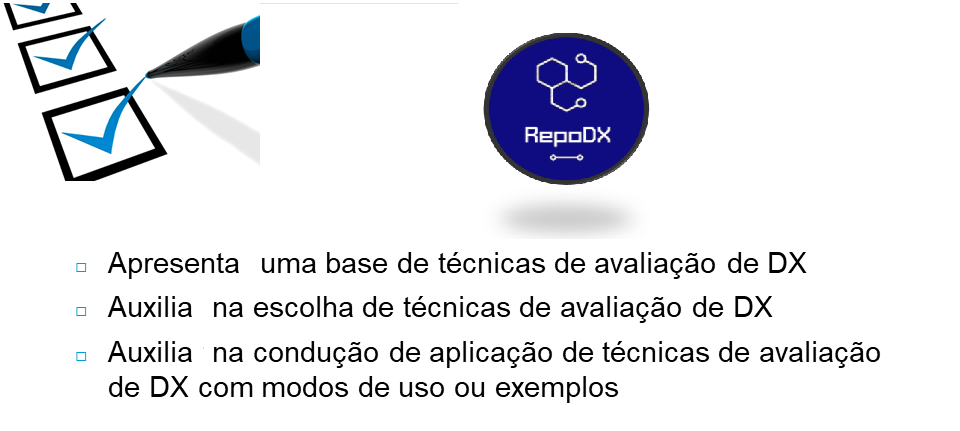 RepoDX
Apresenta uma base de técnicas de avaliação de DX
Auxilia na escolha de técnicas de avaliação de DX
Auxilia na condução de aplicação de técnicas de avaliação
de DX com modos de uso ou exemplos